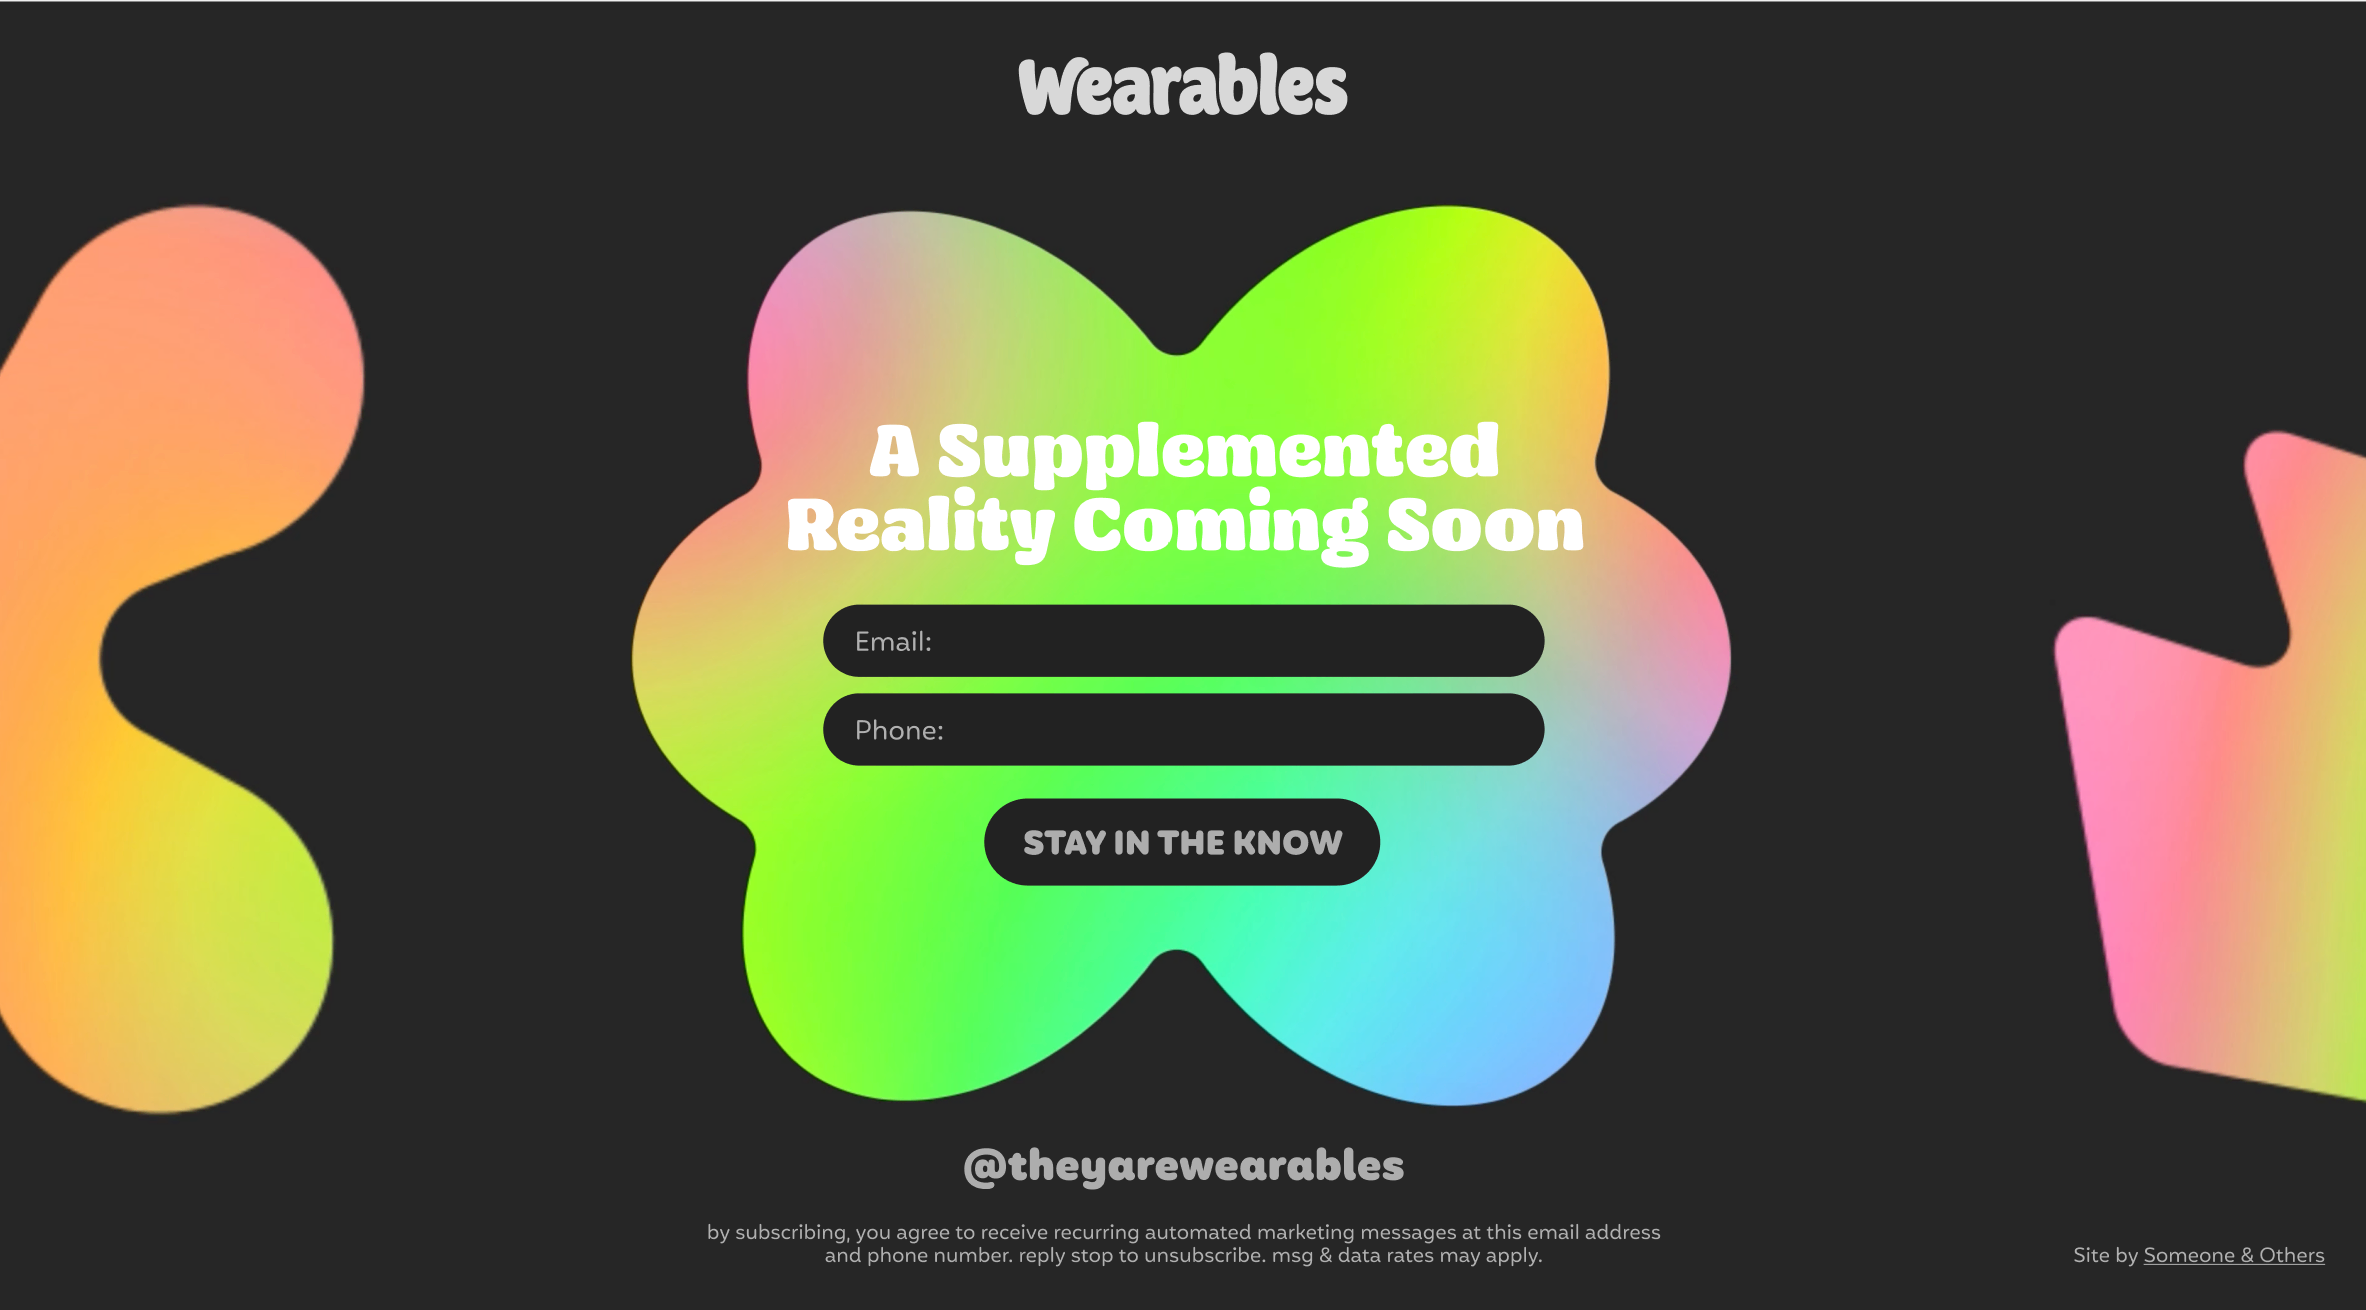 Wearables
A Supplemented
Reality Coming Soon
Email:
Phone:
STAY IN THE KNOW
@theyarewearables
by subscribing, you agree to receive recurring automated marketing messages at this email address
and phone number. reply stop to unsubscribe. msg & data rates may apply.
Site by Someone & Others